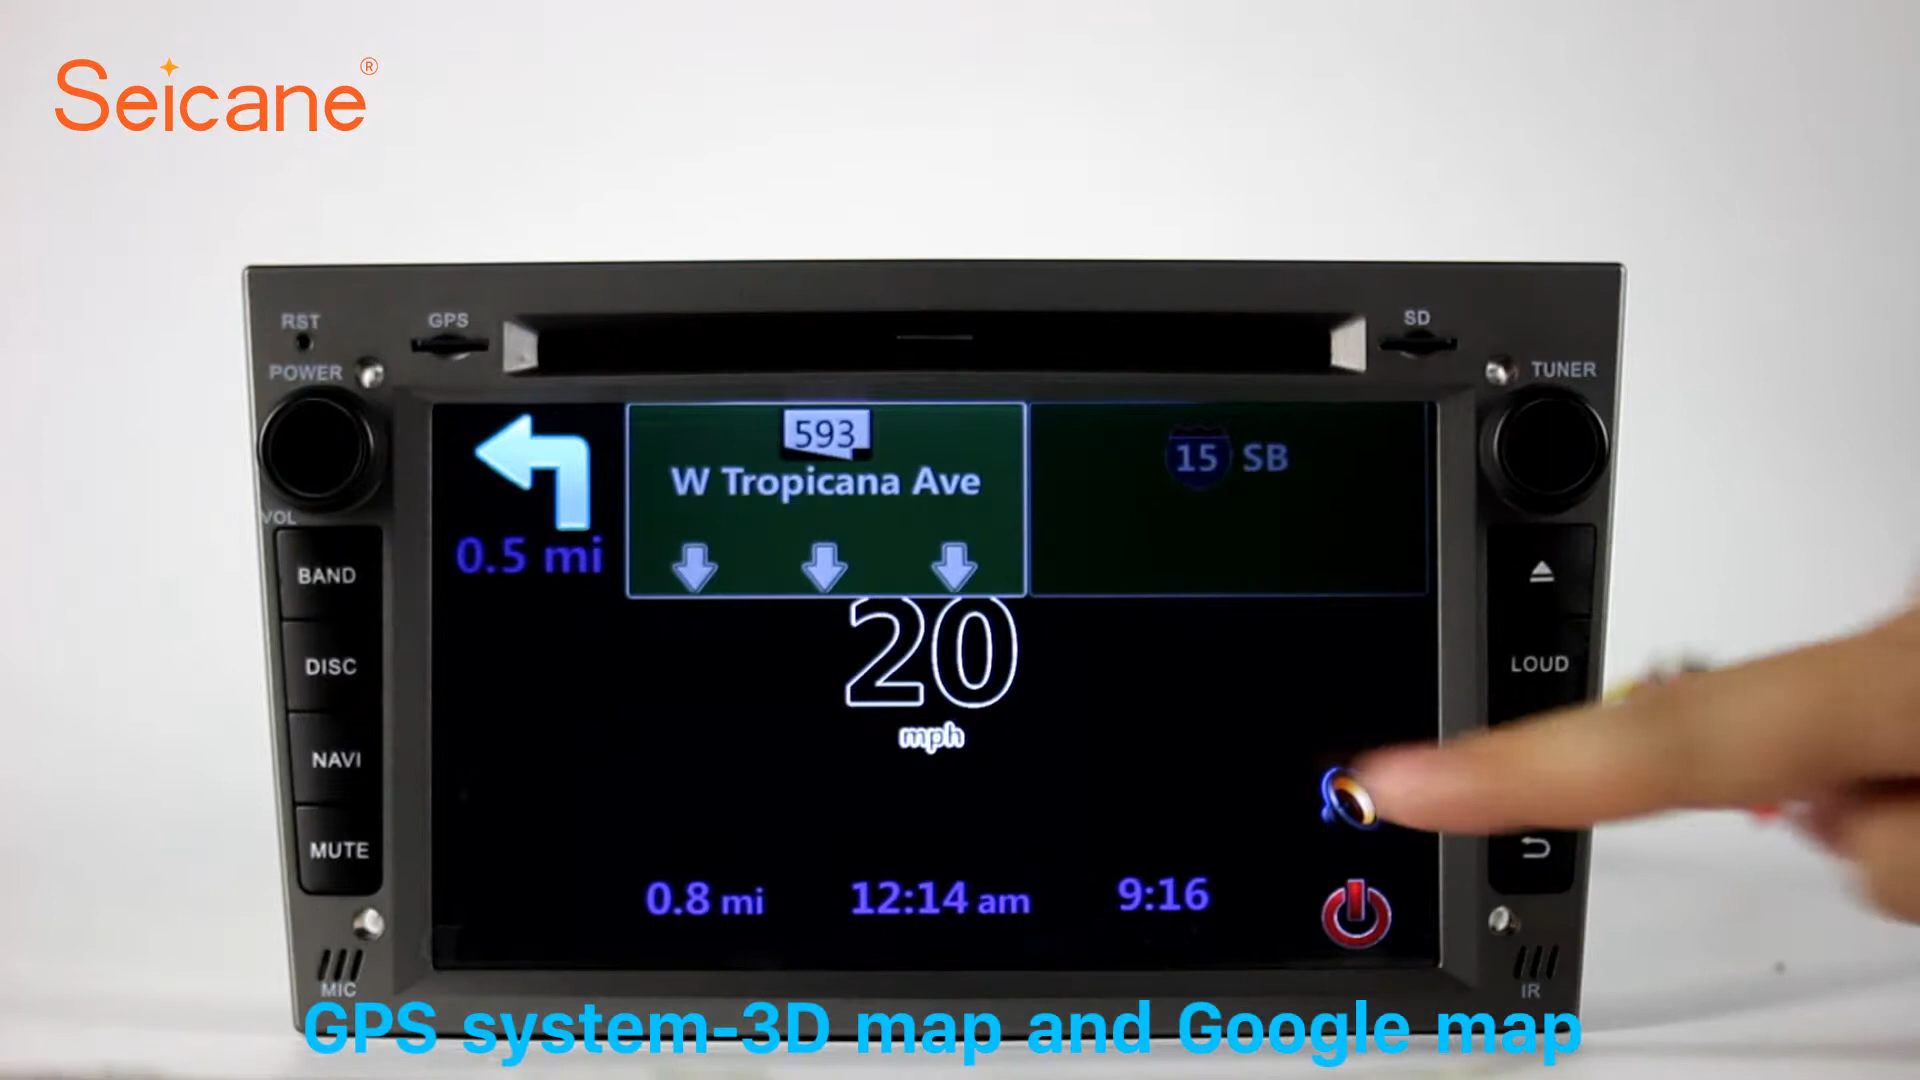 Seicane®
RST
GPS
SD
POWER
TUNER
593
W Tropicana Ave
15 SB
0.5 mi
VOL
BAND
20
mph
DISC
LOUD
NAVI
MUTE
0.8 mi
12:14 am
9:16
MIC
IR
GPS system-3D map and Google map